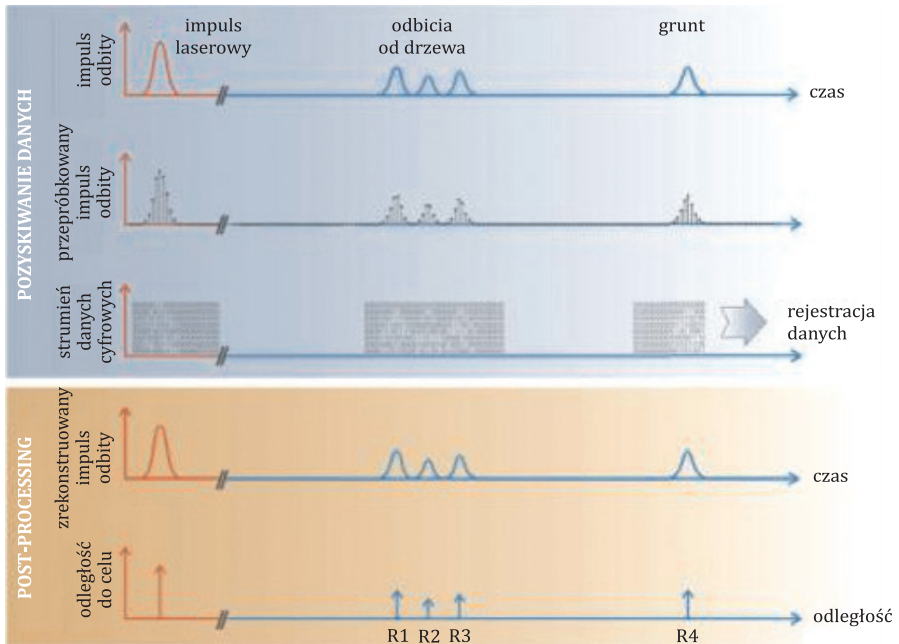 POZYSKIWANIE DANYCH
impuls
odbity
impuls
laserowy
odbicia
od drzewa
grunt
czas
przepróbkowany
impuls
odbity
strumień
danych
cyfrowych
rejestracja
danych
POST-PROCESSING
zrekonstruowany
impuls
odbity
czas
odległość
do celu
R1 R2 R3
R4
odległość